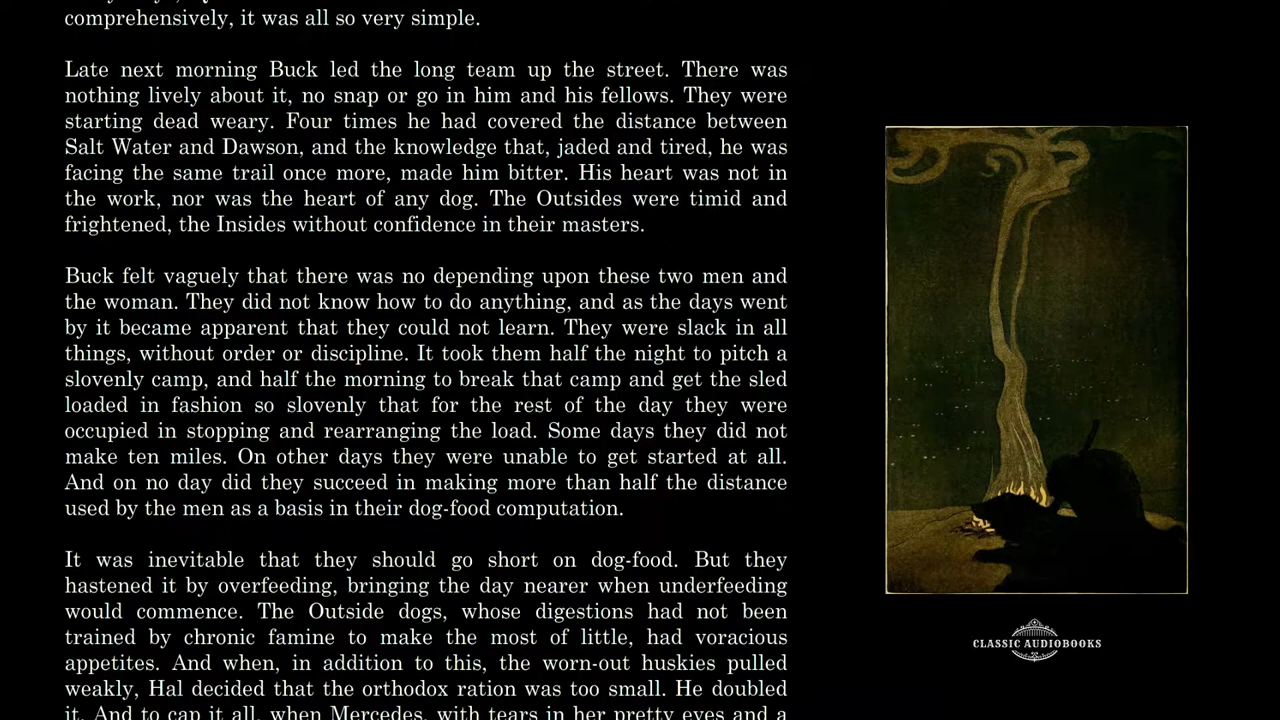 comprehensively, it was all so very simple.
Late next morning Buck led the long team up the street. There was
nothing lively about it, no snap or go in him and his fellows. They were
starting dead weary. Four times he had covered the distance between
Salt Water and Dawson, and the knowledge that, jaded and tired, he was
facing the same trail once more, made him bitter. His heart was not in
the work, nor was the heart of any dog. The Outsides were timid and
frightened, the Insides without confidence in their masters.
Buck felt vaguely that there was no depending upon these two men and
the woman. They did not know how to do anything, and as the days went
by it became apparent that they could not learn. They were slack in all
things, without order or discipline. It took them half the night to pitch a
slovenly camp, and half the morning to break that camp and get the sled
loaded in fashion so slovenly that for the rest of the day they were
occupied in stopping and rearranging the load. Some days they did not
make ten miles. On other days they were unable to get started at all.
And on no day did they succeed in making more than half the distance
used by the men as a basis in their dog-food computation.
It was inevitable that they should go short on dog-food. But they
hastened it by overfeeding, bringing the day nearer when underfeeding
would commence. The Outside dogs, whose digestions had not been
trained by chronic famine to make the most of little, had voracious
appetites. And when, in addition to this, the worn-out huskies pulled
weakly, Hal decided that the orthodox ration was too small. He doubled
it. And to cap it all, when Mercedes, with tears in her pretty eyes and a
CLASSIC AUDIOBOOKS